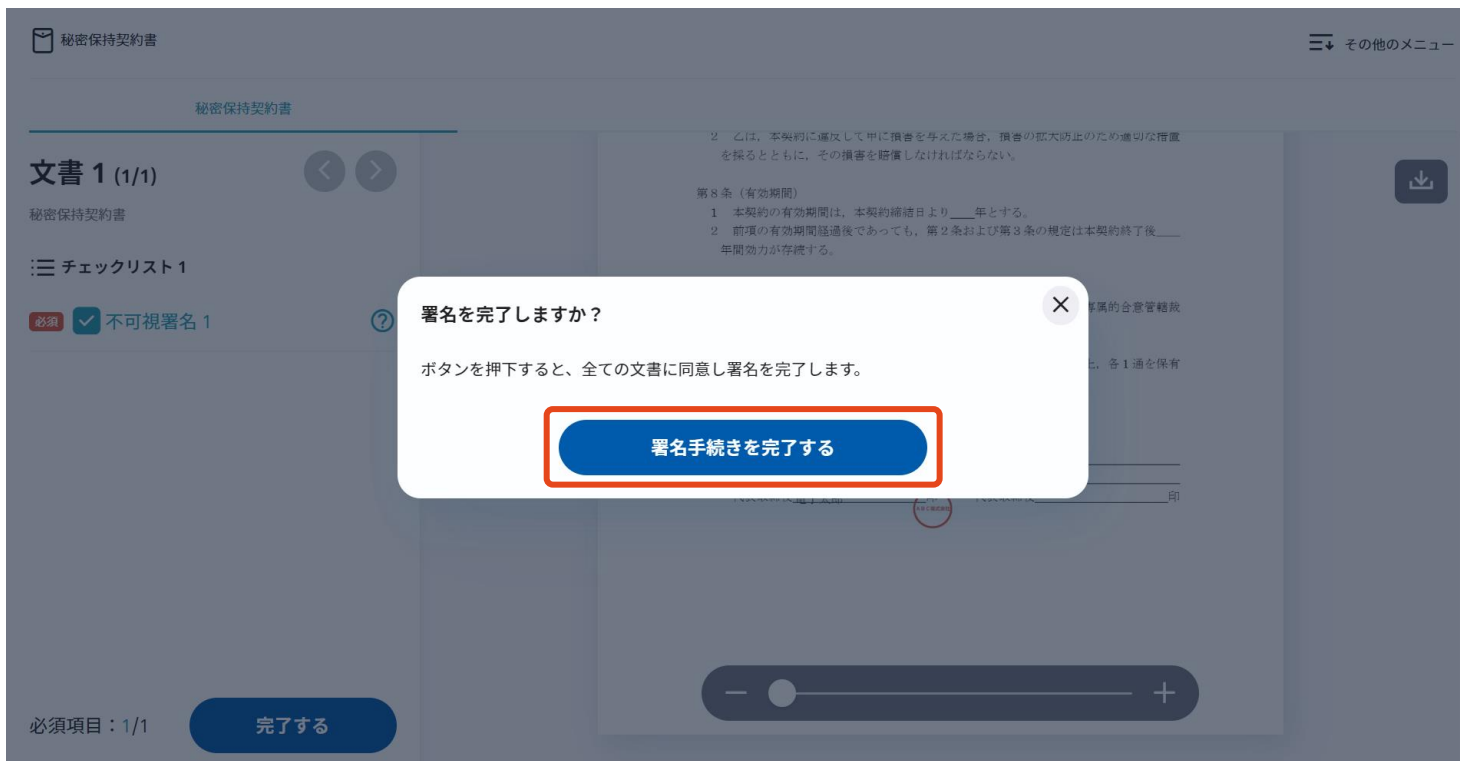 秘密保持契約書
その他のメニュー
秘密保持契約書
文書 1 (1/1)
秘密保持契約書
チェックリスト 1
必須 不可視署名 1
必須項目：1/1
完了する
2 乙は，本契約に違反して甲に損害を与えた場合，損害の拡大防止のため適切な措置
を採るとともに，その損害を賠償しなければならない。
第8条（有効期間）
1 本契約の有効期間は，本契約締結日より___年とする。
2 前項の有効期間経過後であっても，第2条および第3条の規定は本契約終了後___
年間効力が存続する。
専属的合意管轄裁
各1通を保有
印
署名を完了しますか？
ボタンを押下すると、全ての文書に同意し署名を完了します。
署名手続きを完了する